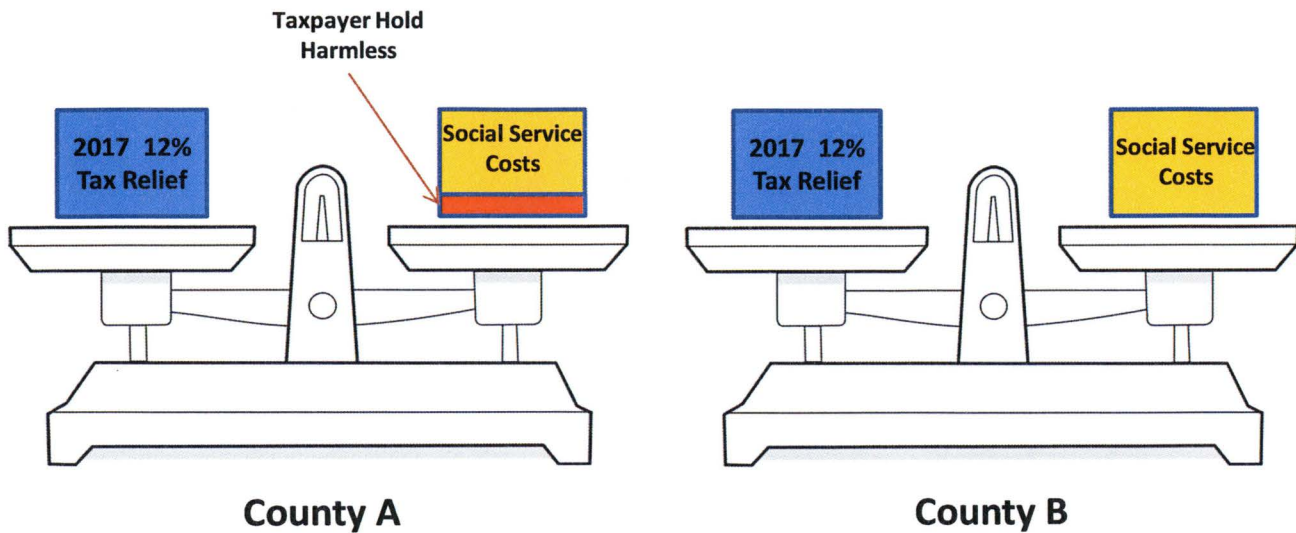 Taxpayer Hold
Harmless
2017 12%
Tax Relief
Social Service
Costs
2017 12%
Tax Relief
Social Service
Costs
County A
County B